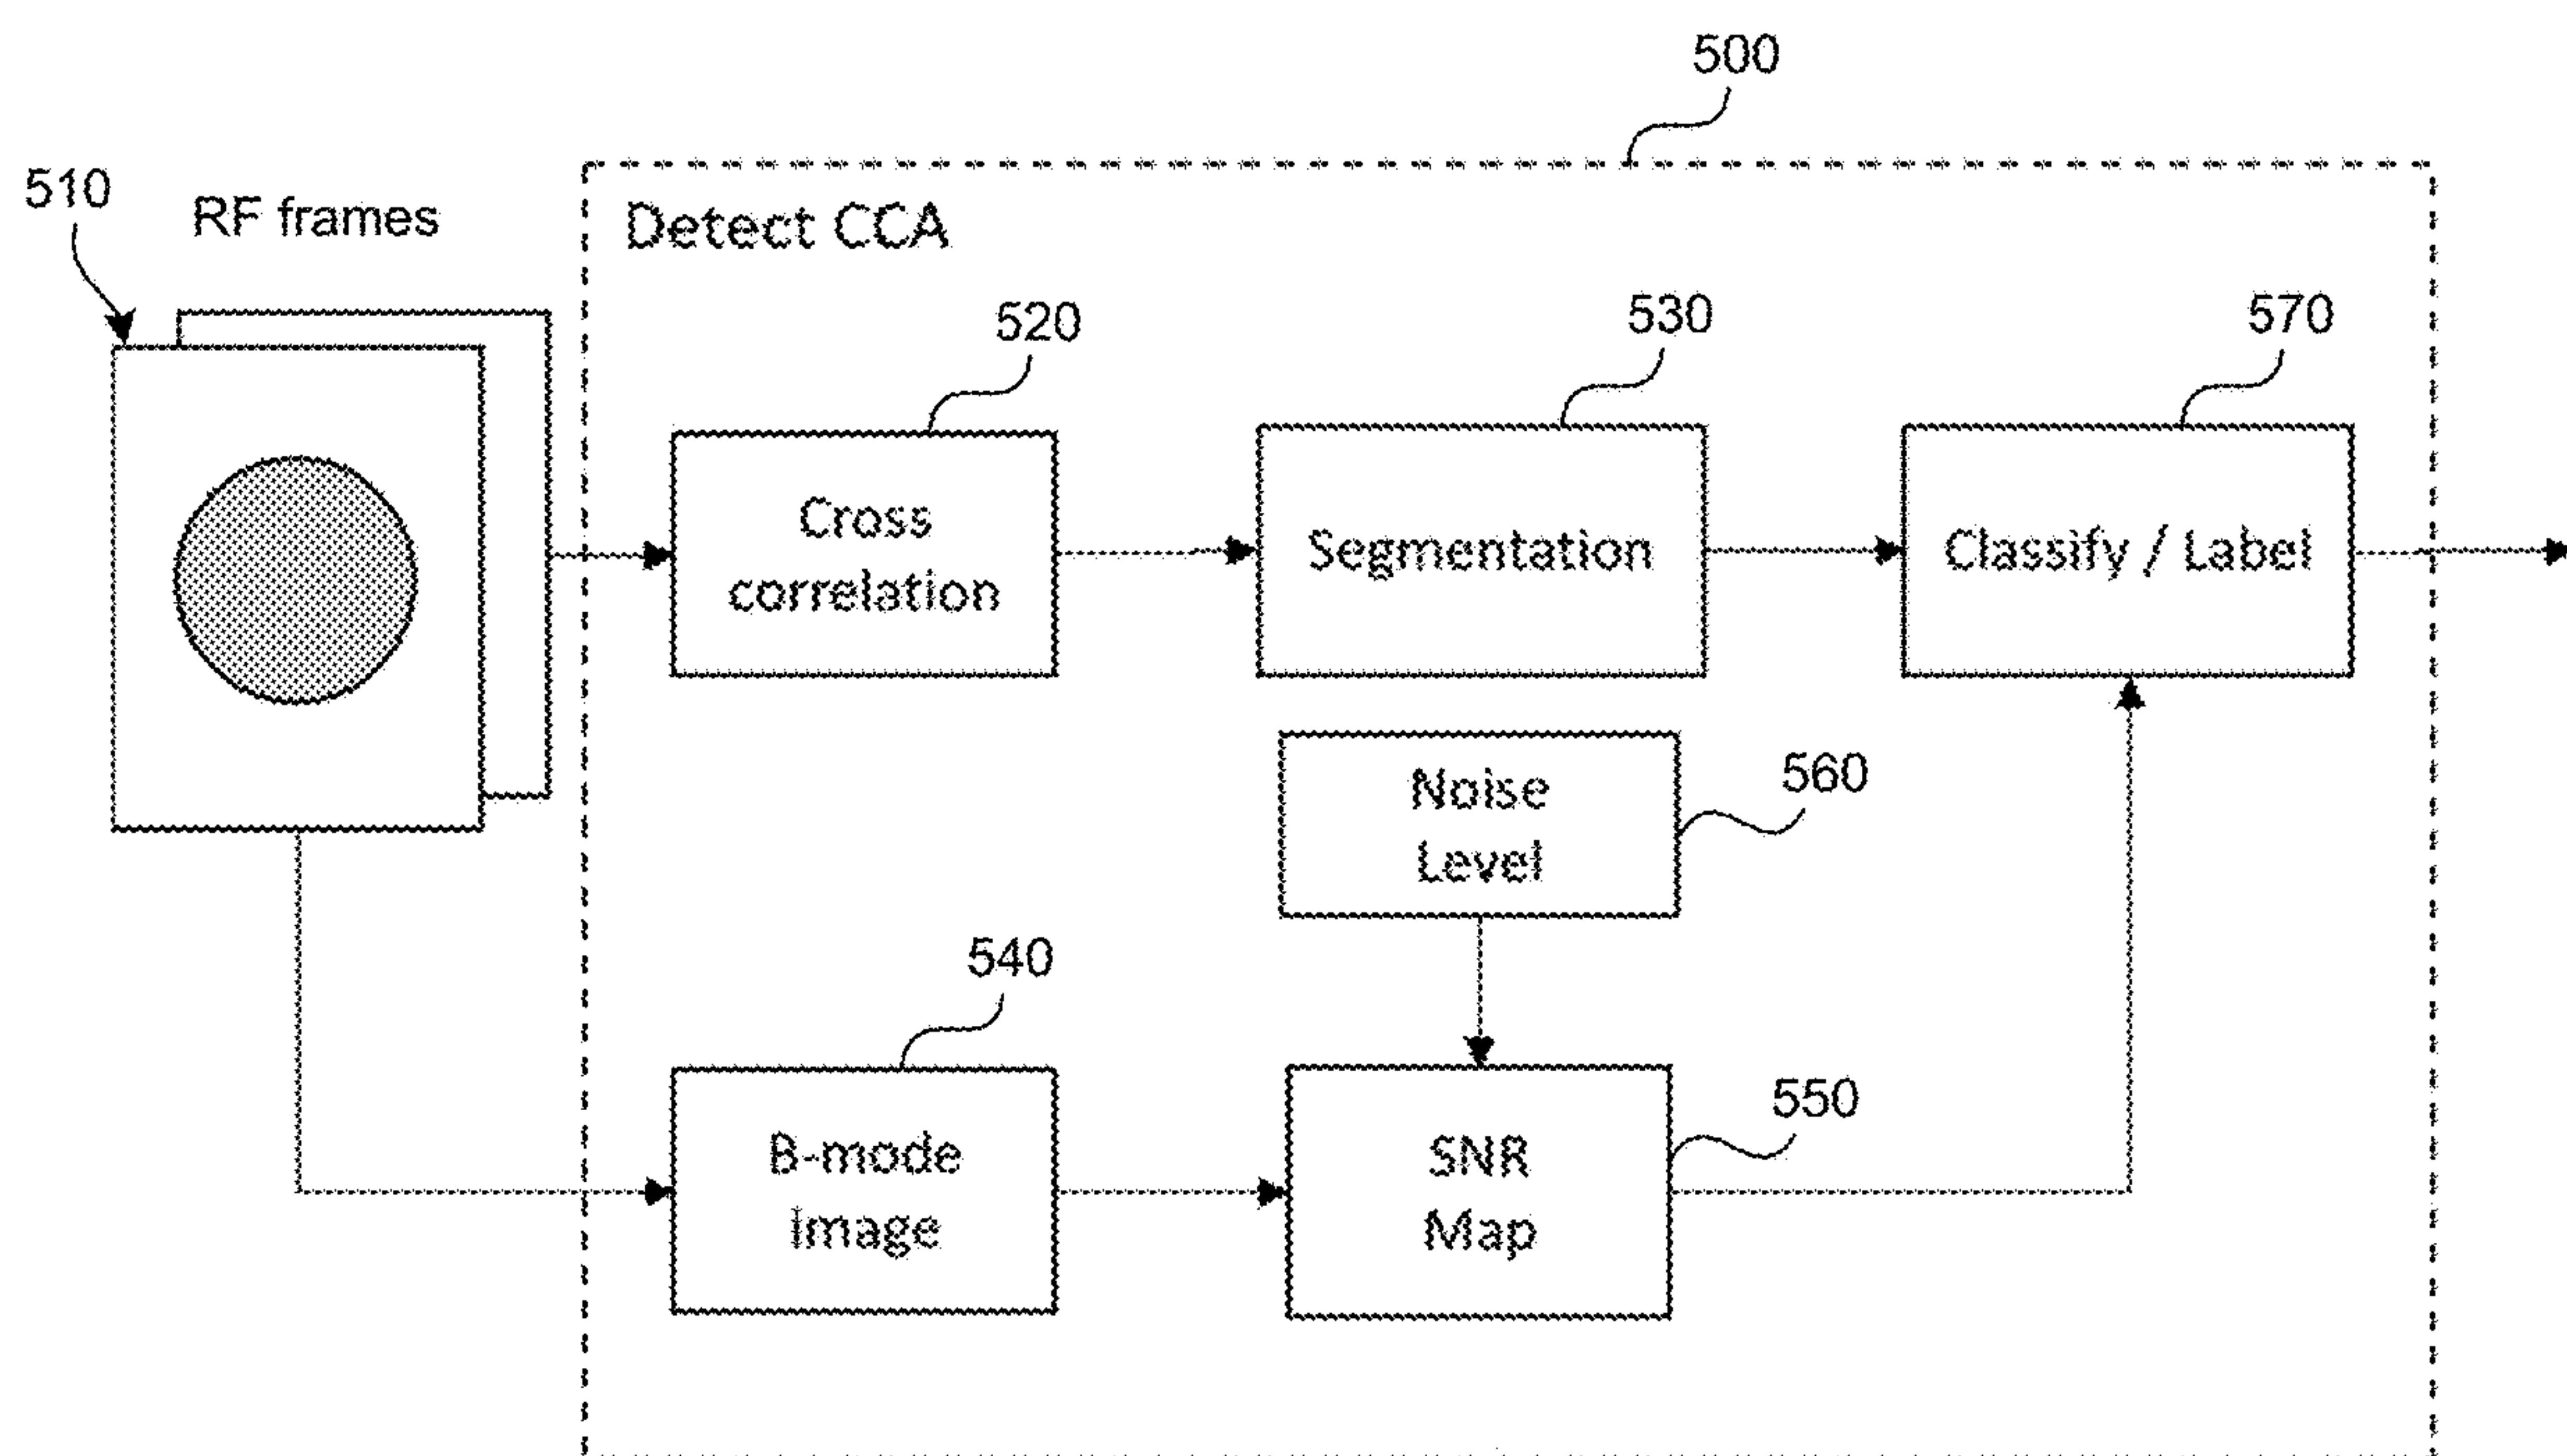 500
510
RF frames
Detect CCA
520
530
570
Cross
correlation
Segmentation
Classify / Label
Noise
Level
560
540
B-mode
Image
SNR
Map
550